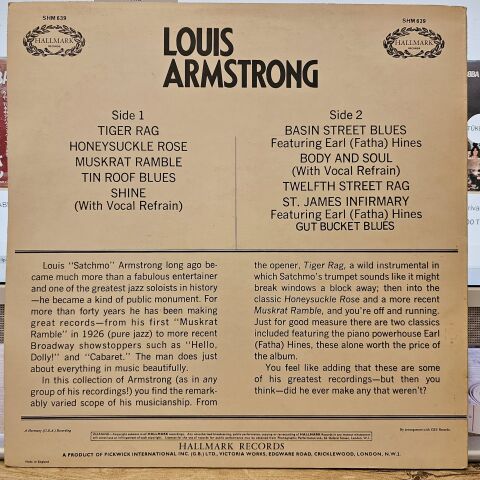 SHM 639
HALLMARK
RECORDS
SHM 639
HALLMARK
RECORDS
LOUIS
ARMSTRONG
Side 1
TIGER RAG
HONEYSUCKLE ROSE
MUSKRAT RAMBLE
TIN ROOF BLUES
SHINE
(With Vocal Refrain)
Side 2
BASIN STREET BLUES
Featuring Earl (Fatha) Hines
BODY AND SOUL
(With Vocal Refrain)
TWELFTH STREET RAG
ST. JAMES INFIRMARY
Featuring Earl (Fatha) Hines
GUT BUCKET BLUES
Louis "Satchmo" Armstrong long ago be-
came much more than a fabulous entertainer
and one of the greatest jazz soloists in history
—he became a kind of public monument. For
more than forty years he has been making
great records—from his first "Muskrat
Ramble" in 1926 (pure jazz) to more recent
Broadway showstoppers such as "Hello,
Dolly!" and "Cabaret." The man does just
about everything in music beautifully.
In this collection of Armstrong (as in any
group of his recordings!) you find the remark-
ably varied scope of his musicianship. From
the opener, Tiger Rag, a wild instrumental in
which Satchmo's trumpet sounds like it might
break windows a block away; then into the
classic Honeysuckle Rose and a more recent
Muskrat Ramble, and you're off and running.
Just for good measure there are two classics
included featuring the piano powerhouse Earl
(Fatha) Hines, these alone worth the price of
the album.
You feel like adding that these are some
of his greatest recordings—but then you
think—did he ever make any that weren't?
A Harmony (U.S.A.) Recording
By arrangement with CBS Records
HALLMARK RECORDS
A PRODUCT OF PICKWICK INTERNATIONAL INC. (G.B.) LTD., VICTORIA WORKS, EDGWARE ROAD, CRICKLEWOOD, LONDON, N.W.2.
Made in England